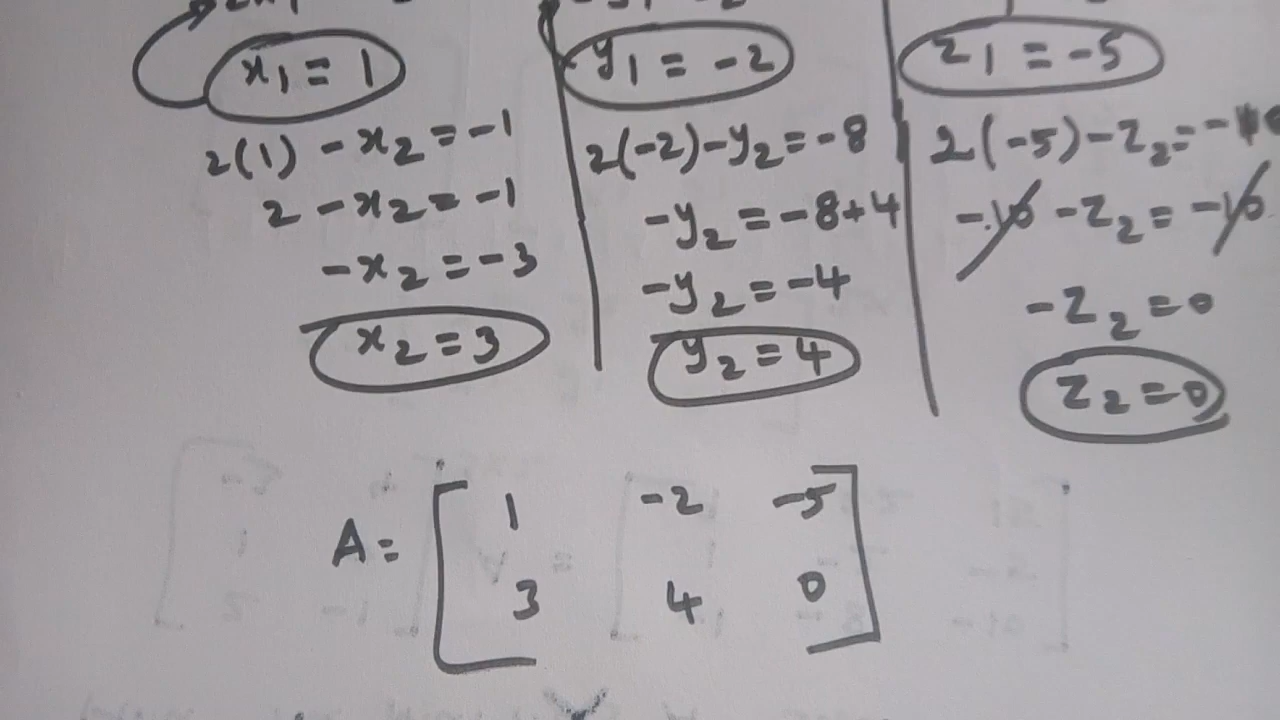 x₁ = 1
2(1) - x₂ = -1
2 - x₂ = -1
-x₂ = -3
x₂ = 3
y₁ = -2
2(-2) - y₂ = -8
-y₂ = -8+4
-y₂ = -4
y₂ = 4
z₁ = -5
2(-5) - z₂ = -10
-10 - z₂ = -10
-z₂ = 0
z₂ = 0
A = [ 1 -2 -5
3 4 0 ]